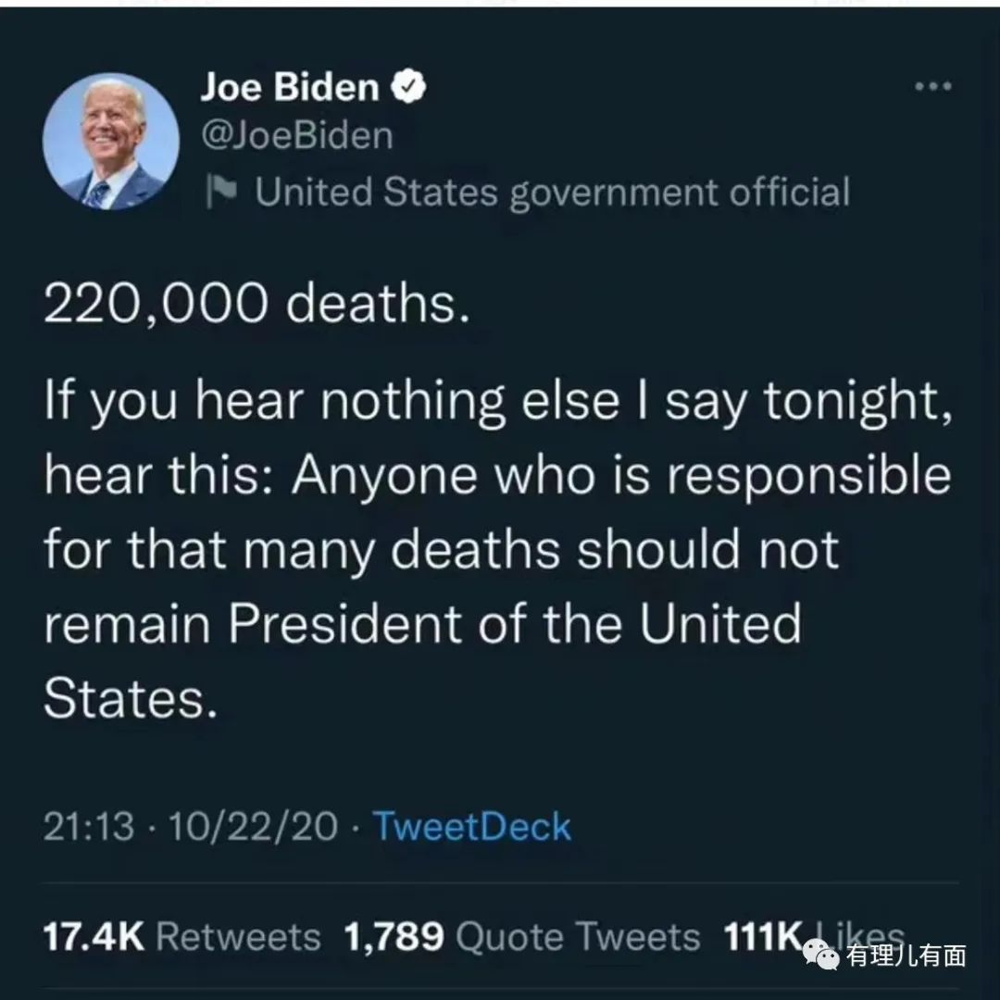 Joe Biden
@JoeBiden
United States government official
220,000 deaths.
If you hear nothing else I say tonight,
hear this: Anyone who is responsible
for that many deaths should not
remain President of the United
States.
21:13 · 10/22/20 · TweetDeck
17.4K Retweets 1,789 Quote Tweets 111K Likes
有理儿有面